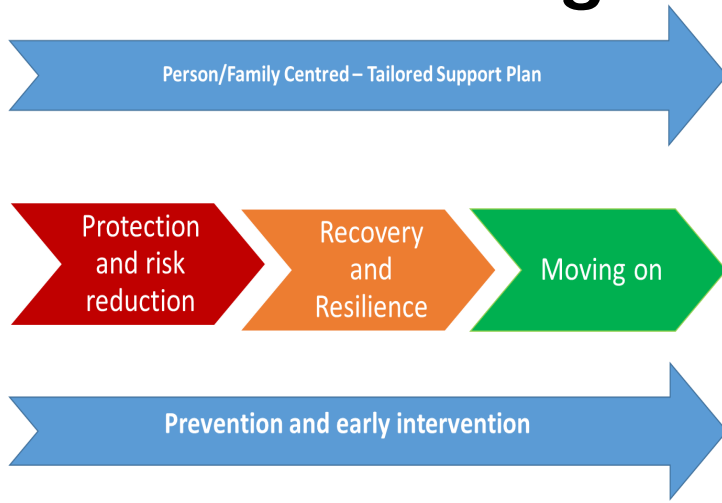 Person/Family Centred – Tailored Support Plan
Protection
and risk
reduction
Recovery
and
Resilience
Moving on
Prevention and early intervention